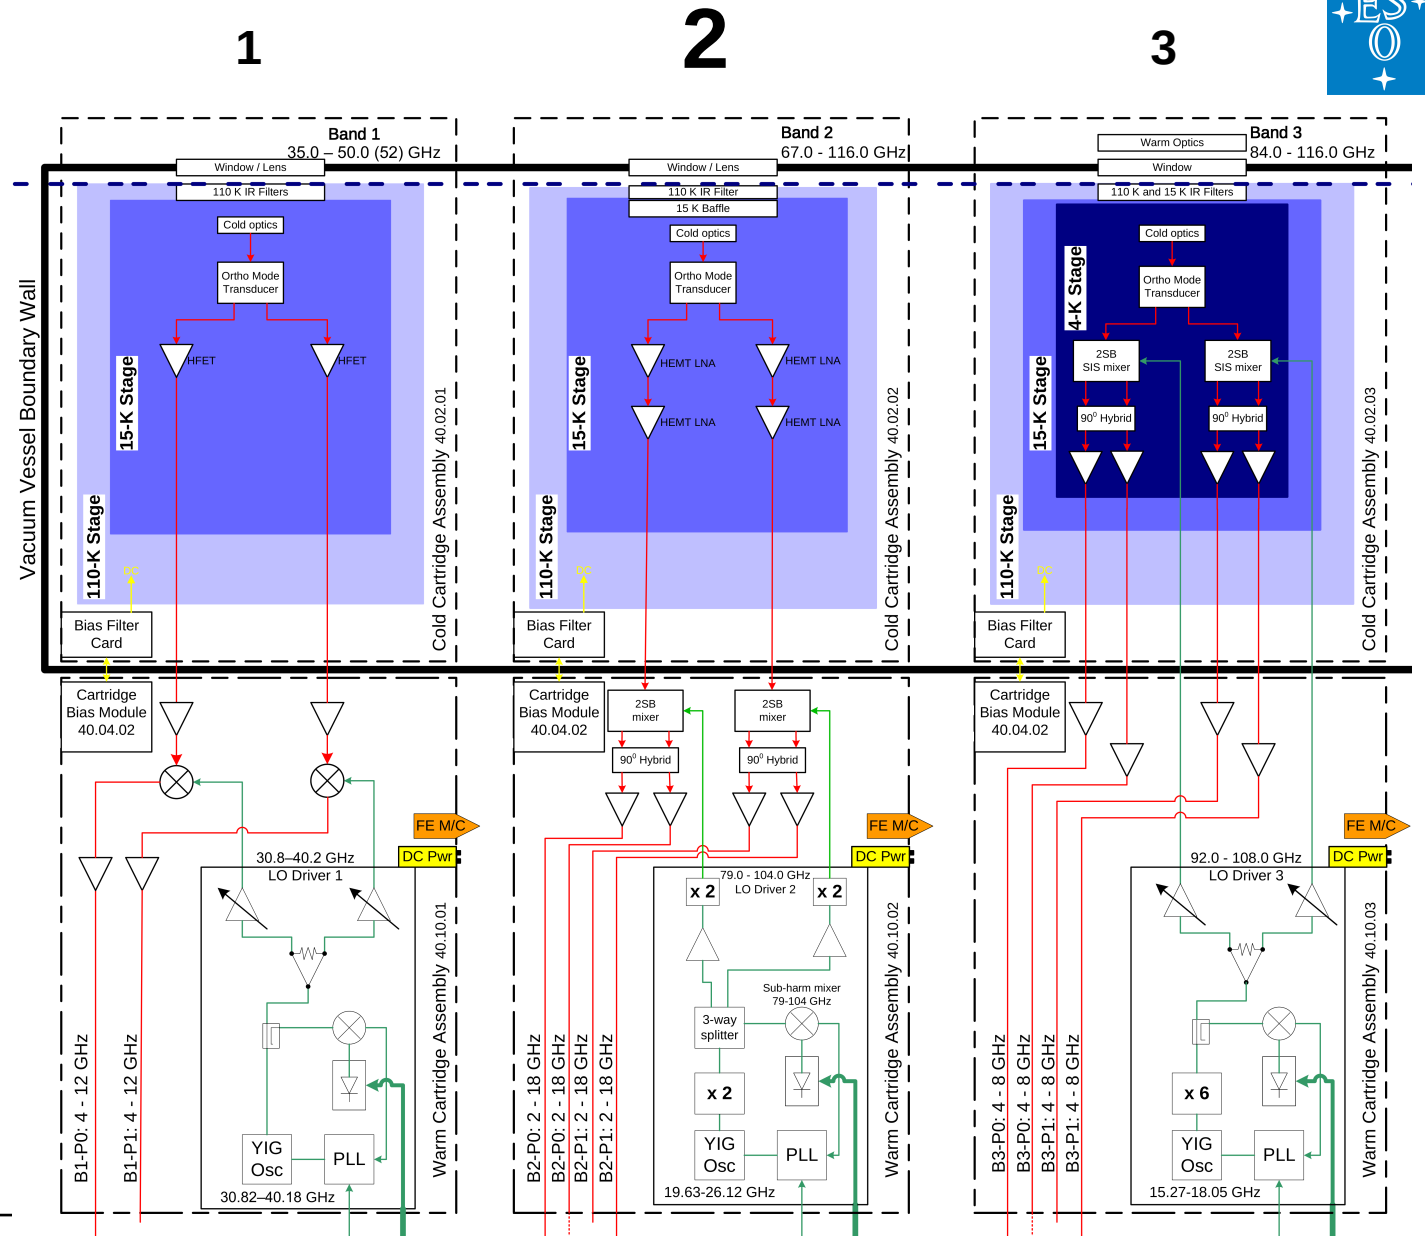 1
2
3
ES
O
Vacuum Vessel Boundary Wall
Band 1
35.0 – 50.0 (52) GHz
Window / Lens
110 K IR Filters
Cold optics
Ortho Mode
Transducer
HFET
HFET
15-K Stage
110-K Stage
DC
Bias Filter
Card
Cold Cartridge Assembly 40.02.01
Cartridge
Bias Module
40.04.02
FE M/C
DC Pwr
30.8–40.2 GHz
LO Driver 1
YIG
Osc
PLL
30.82–40.18 GHz
B1-P0: 4 - 12 GHz
B1-P1: 4 - 12 GHz
Warm Cartridge Assembly 40.10.01
Band 2
67.0 - 116.0 GHz
Window / Lens
110 K IR Filter
15 K Baffle
Cold optics
Ortho Mode
Transducer
HEMT LNA
HEMT LNA
HEMT LNA
HEMT LNA
15-K Stage
110-K Stage
DC
Bias Filter
Card
Cold Cartridge Assembly 40.02.02
Cartridge
Bias Module
40.04.02
2SB
mixer
2SB
mixer
90⁰ Hybrid
90⁰ Hybrid
FE M/C
DC Pwr
79.0 - 104.0 GHz
LO Driver 2
x 2
x 2
Sub-harm mixer
79-104 GHz
3-way
splitter
x 2
YIG
Osc
PLL
19.63-26.12 GHz
B2-P0: 2 - 18 GHz
B2-P0: 2 - 18 GHz
B2-P1: 2 - 18 GHz
B2-P1: 2 - 18 GHz
Warm Cartridge Assembly 40.10.02
Band 3
84.0 - 116.0 GHz
Warm Optics
Window
110 K and 15 K IR Filters
Cold optics
Ortho Mode
Transducer
4-K Stage
2SB
SIS mixer
2SB
SIS mixer
90⁰ Hybrid
90⁰ Hybrid
15-K Stage
110-K Stage
DC
Bias Filter
Card
Cold Cartridge Assembly 40.02.03
Cartridge
Bias Module
40.04.02
FE M/C
DC Pwr
92.0 - 108.0 GHz
LO Driver 3
x 6
YIG
Osc
PLL
15.27-18.05 GHz
B3-P0: 4 - 8 GHz
B3-P0: 4 - 8 GHz
B3-P1: 4 - 8 GHz
B3-P1: 4 - 8 GHz
Warm Cartridge Assembly 40.10.03